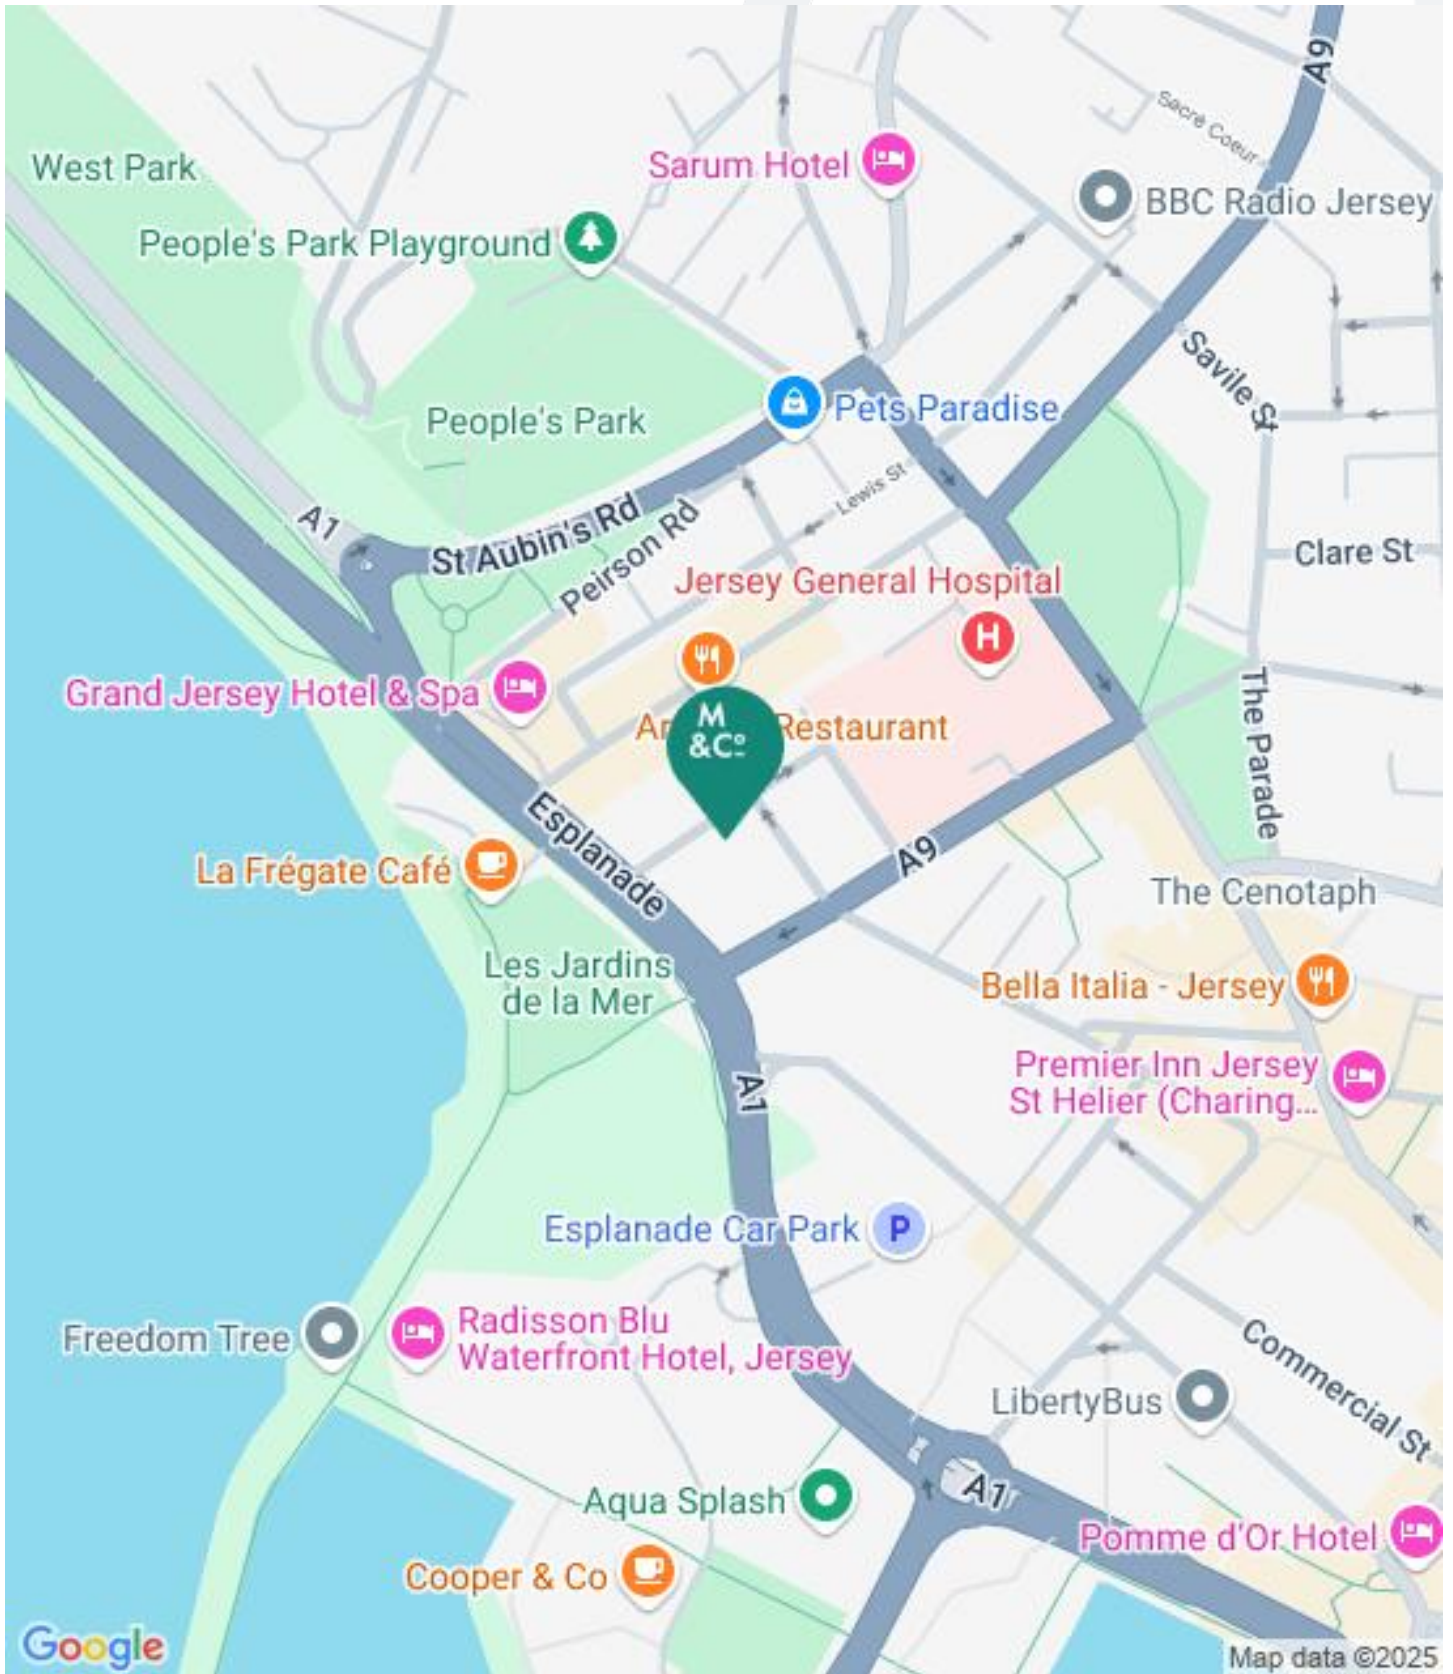 A9
Sacre Coeur
Sarum Hotel
West Park
BBC Radio Jersey
People's Park Playground
Savile St
Pets Paradise
People's Park
Lewis St
A1
St Aubin's Rd
Peirson Rd
Clare St
Jersey General Hospital
H
Grand Jersey Hotel & Spa
M
&Co
Restaurant
The Parade
Esplanade
A9
La Frégate Café
The Cenotaph
Les Jardins
de la Mer
Bella Italia - Jersey
Premier Inn Jersey
St Helier (Charing...
A1
Esplanade Car Park
P
Freedom Tree
Radisson Blu
Waterfront Hotel, Jersey
Commercial St
LibertyBus
Aqua Splash
A1
Pomme d'Or Hotel
Cooper & Co
Google
Map data ©2025